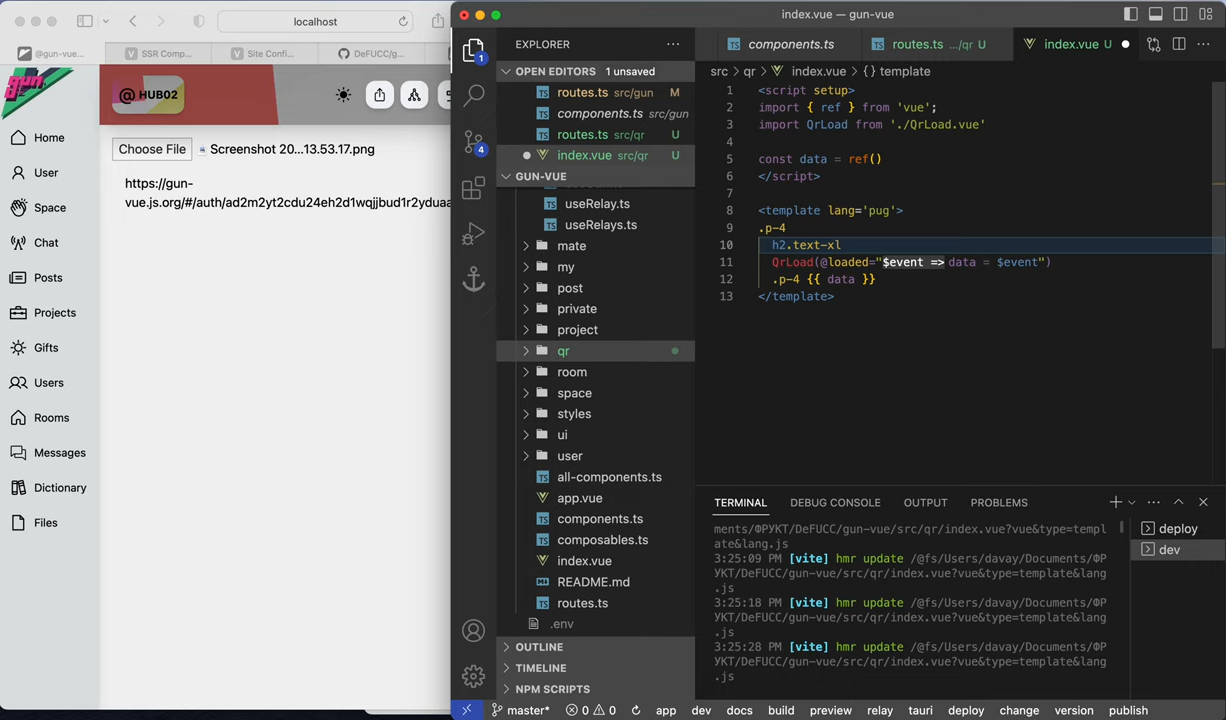 localhost
@gun-vue...
SSR Comp...
Site Config...
DeFUCC/g...
gun
@ HUB02
Home
User
Space
Chat
Posts
Projects
Gifts
Users
Rooms
Messages
Dictionary
Files
Choose File
Screenshot 20...13.53.17.png
https://gun-
vue.js.org/#/auth/ad2m2yt2cdu24eh2d1wqjjbud1r2yduaa
index.vue — gun-vue
EXPLORER
1
4
OPEN EDITORS 1 unsaved
routes.ts src/gun M
components.ts src/gun
routes.ts src/qr U
index.vue src/qr U
GUN-VUE
useRelay.ts
useRelays.ts
mate
my
post
private
project
qr
room
space
styles
ui
user
all-components.ts
app.vue
components.ts
composables.ts
index.vue
README.md
routes.ts
.env
OUTLINE
TIMELINE
NPM SCRIPTS
components.ts
routes.ts .../qr U
index.vue U
src > qr > index.vue > {} template
1 <script setup>
2 import { ref } from 'vue';
3 import QrLoad from './QrLoad.vue'
4
5 const data = ref()
6 </script>
7
8 <template lang='pug'>
9 .p-4
10 h2.text-xl
11 QrLoad(@loaded="$event => data = $event")
12 .p-4 {{ data }}
13 </template>
TERMINAL DEBUG CONSOLE OUTPUT PROBLEMS
ments/ФРУКТ/DeFUCC/gun-vue/src/qr/index.vue?vue&type=templ
ate&lang.js
3:25:09 PM [vite] hmr update /@fs/Users/davay/Documents/ФР
УКТ/DeFUCC/gun-vue/src/qr/index.vue?vue&type=template&lang
.js
3:25:18 PM [vite] hmr update /@fs/Users/davay/Documents/ФР
УКТ/DeFUCC/gun-vue/src/qr/index.vue?vue&type=template&lang
.js
3:25:28 PM [vite] hmr update /@fs/Users/davay/Documents/ФР
УКТ/DeFUCC/gun-vue/src/qr/index.vue?vue&type=template&lang
.js
deploy
dev
master* 0 0 app dev docs build preview relay tauri deploy change version publish